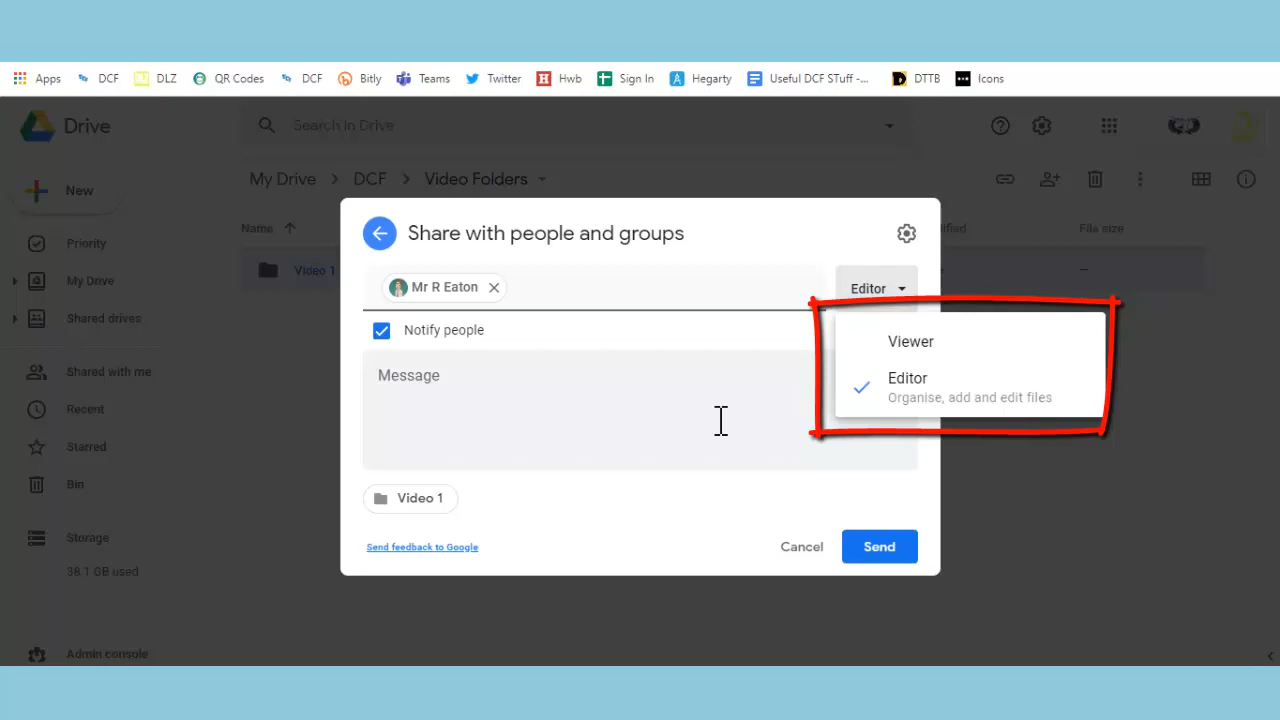 Apps DCF DLZ QR Codes DCF Bitly Teams Twitter Hwb Sign In Hegarty Useful DCF STuff -... DTTB Icons
Drive Search in Drive
New My Drive DCF Video Folders
Name ified File size
Priority
Video 1 –
My Drive
Shared drives
Shared with me
Recent
Starred
Bin
Storage
38.1 GB used
Admin console
Share with people and groups
Mr R Eaton Editor
Notify people
Viewer
Message
Editor
Organise, add and edit files
Video 1
Send feedback to Google Cancel Send